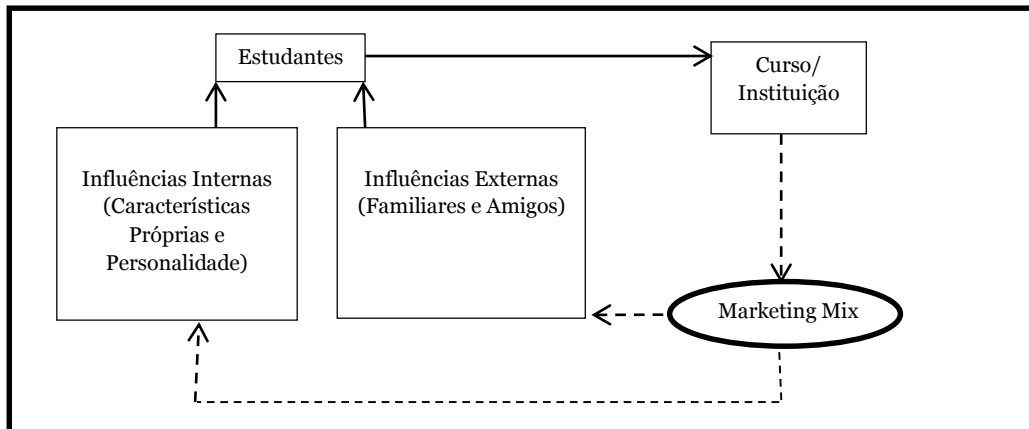 Estudantes
Curso/
Instituição
Influências Internas
(Características
Próprias e
Personalidade)
Influências Externas
(Familiares e Amigos)
Marketing Mix